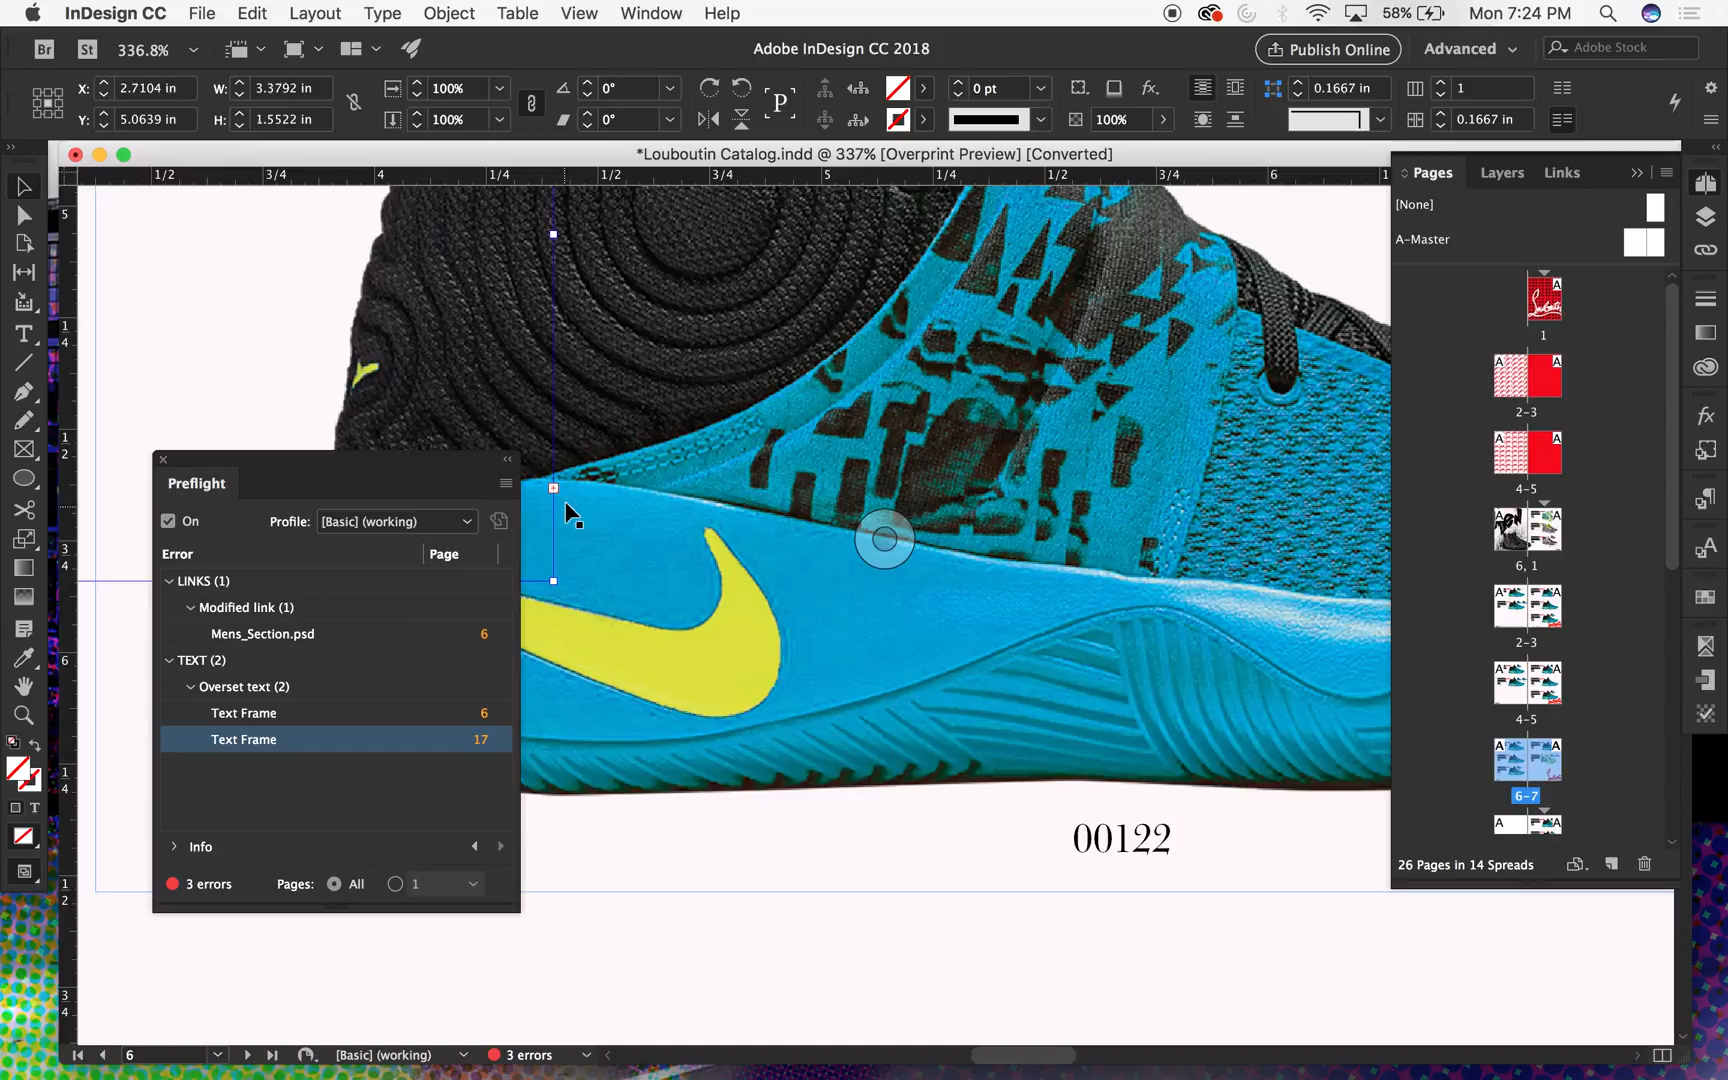 InDesign CC File Edit Layout Type Object Table View Window Help 58% Mon 7:24 PM
Br St 336.8% Adobe InDesign CC 2018 Publish Online Advanced Adobe Stock
X: 2.7104 in W: 3.3792 in 100% 0° P fx. 0 pt 0.1667 in 1
Y: 5.0639 in H: 1.5522 in 100% 0° 100% 0.1667 in
*Louboutin Catalog.indd @ 337% [Overprint Preview] [Converted]
1/2 3/4 4 1/4 1/2 3/4 5 1/4 1/2 3/4 6 1
Pages Layers Links
[None]
A-Master
1
2-3
4-5
6, 1
2-3
4-5
6-7
26 Pages in 14 Spreads
Preflight
On Profile: [Basic] (working)
Error Page
LINKS (1)
Modified link (1)
Mens_Section.psd 6
TEXT (2)
Overset text (2)
Text Frame 6
Text Frame 17
Info
3 errors Pages: All 1
00122
6 [Basic] (working) 3 errors